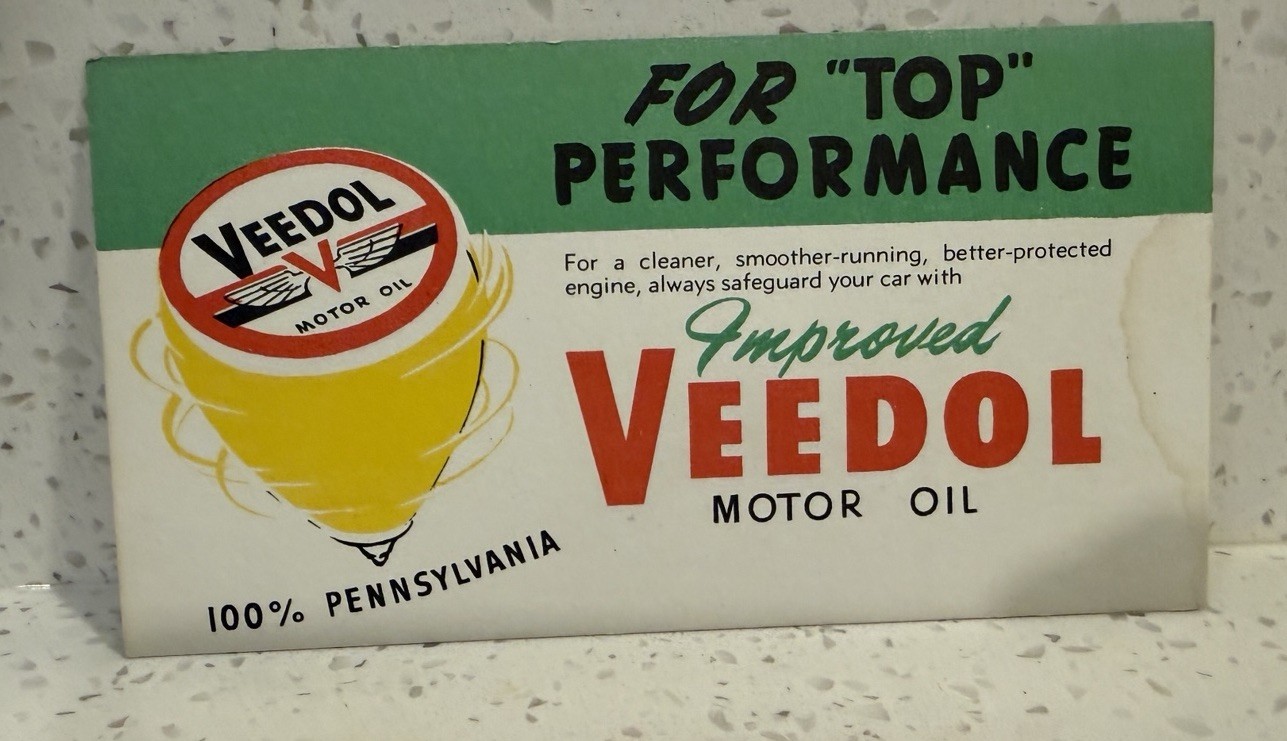 FOR "TOP"
PERFORMANCE
VEEDOL
V
MOTOR OIL
For a cleaner, smoother-running, better-protected
engine, always safeguard your car with
Improved
VEEDOL
MOTOR OIL
100% PENNSYLVANIA